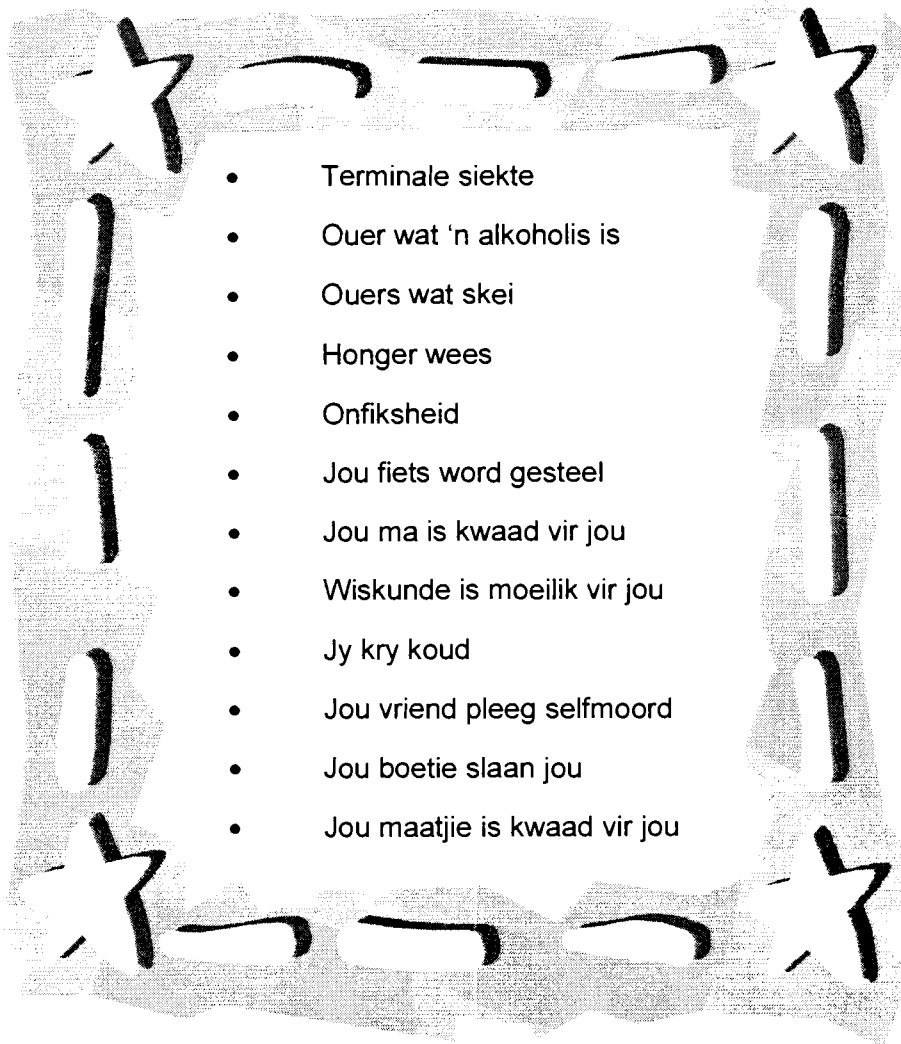 • Terminale siekte
• Ouer wat ‘n alkoholis is
• Ouers wat skei
• Honger wees
• Onfiksheid
• Jou fiets word gesteel
• Jou ma is kwaad vir jou
• Wiskunde is moeilik vir jou
• Jy kry koud
• Jou vriend pleeg selfmoord
• Jou boetie slaan jou
• Jou maatjie is kwaad vir jou